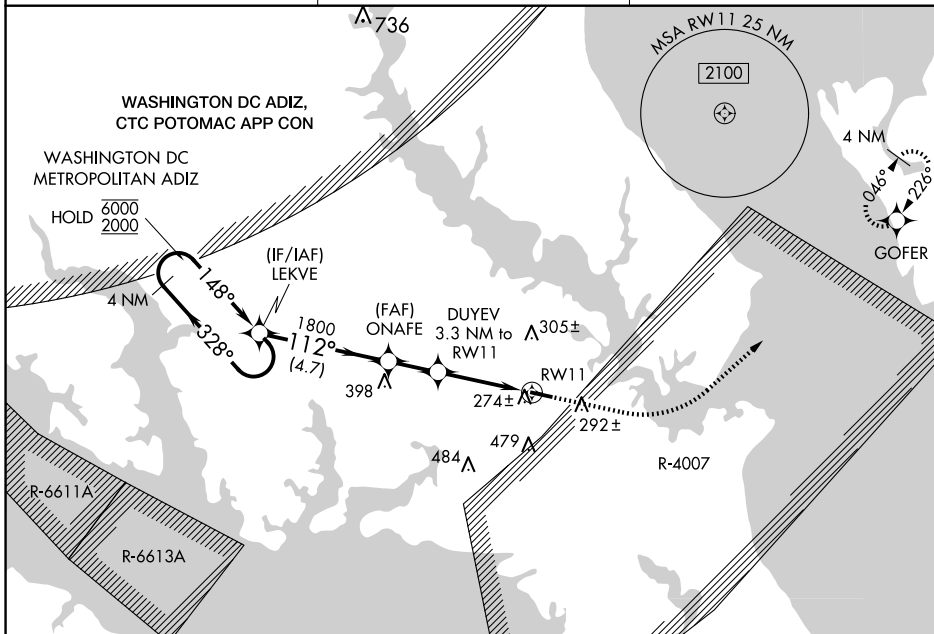 736
MSA RW11 25 NM
2100
WASHINGTON DC ADIZ,
CTC POTOMAC APP CON
WASHINGTON DC
METROPOLITAN ADIZ
HOLD 6000
2000
4 NM
046°
226°
GOFER
(IF/IAF)
LEKVE
148°
4 NM
328°
1800
112°
(4.7)
(FAF)
ONAFE
DUYEV
3.3 NM to
RW11
305±
RW11
398
274±
292±
479
484
R-4007
R-6611A
R-6613A